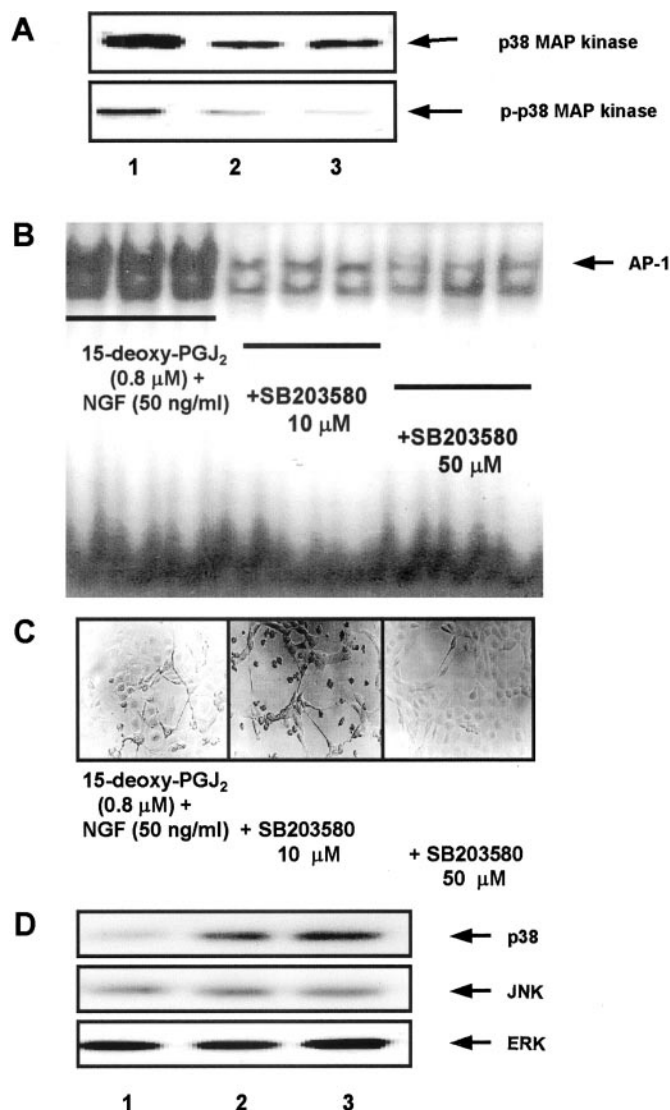 A
p38 MAP kinase
p-p38 MAP kinase
1 2 3
B
AP-1
15-deoxy-PGJ₂
(0.8 μM) +
NGF (50 ng/ml)
+SB203580
10 μM
+SB203580
50 μM
C
15-deoxy-PGJ₂
(0.8 μM) +
NGF (50 ng/ml)
+ SB203580
10 μM
+ SB203580
50 μM
D
p38
JNK
ERK
1 2 3